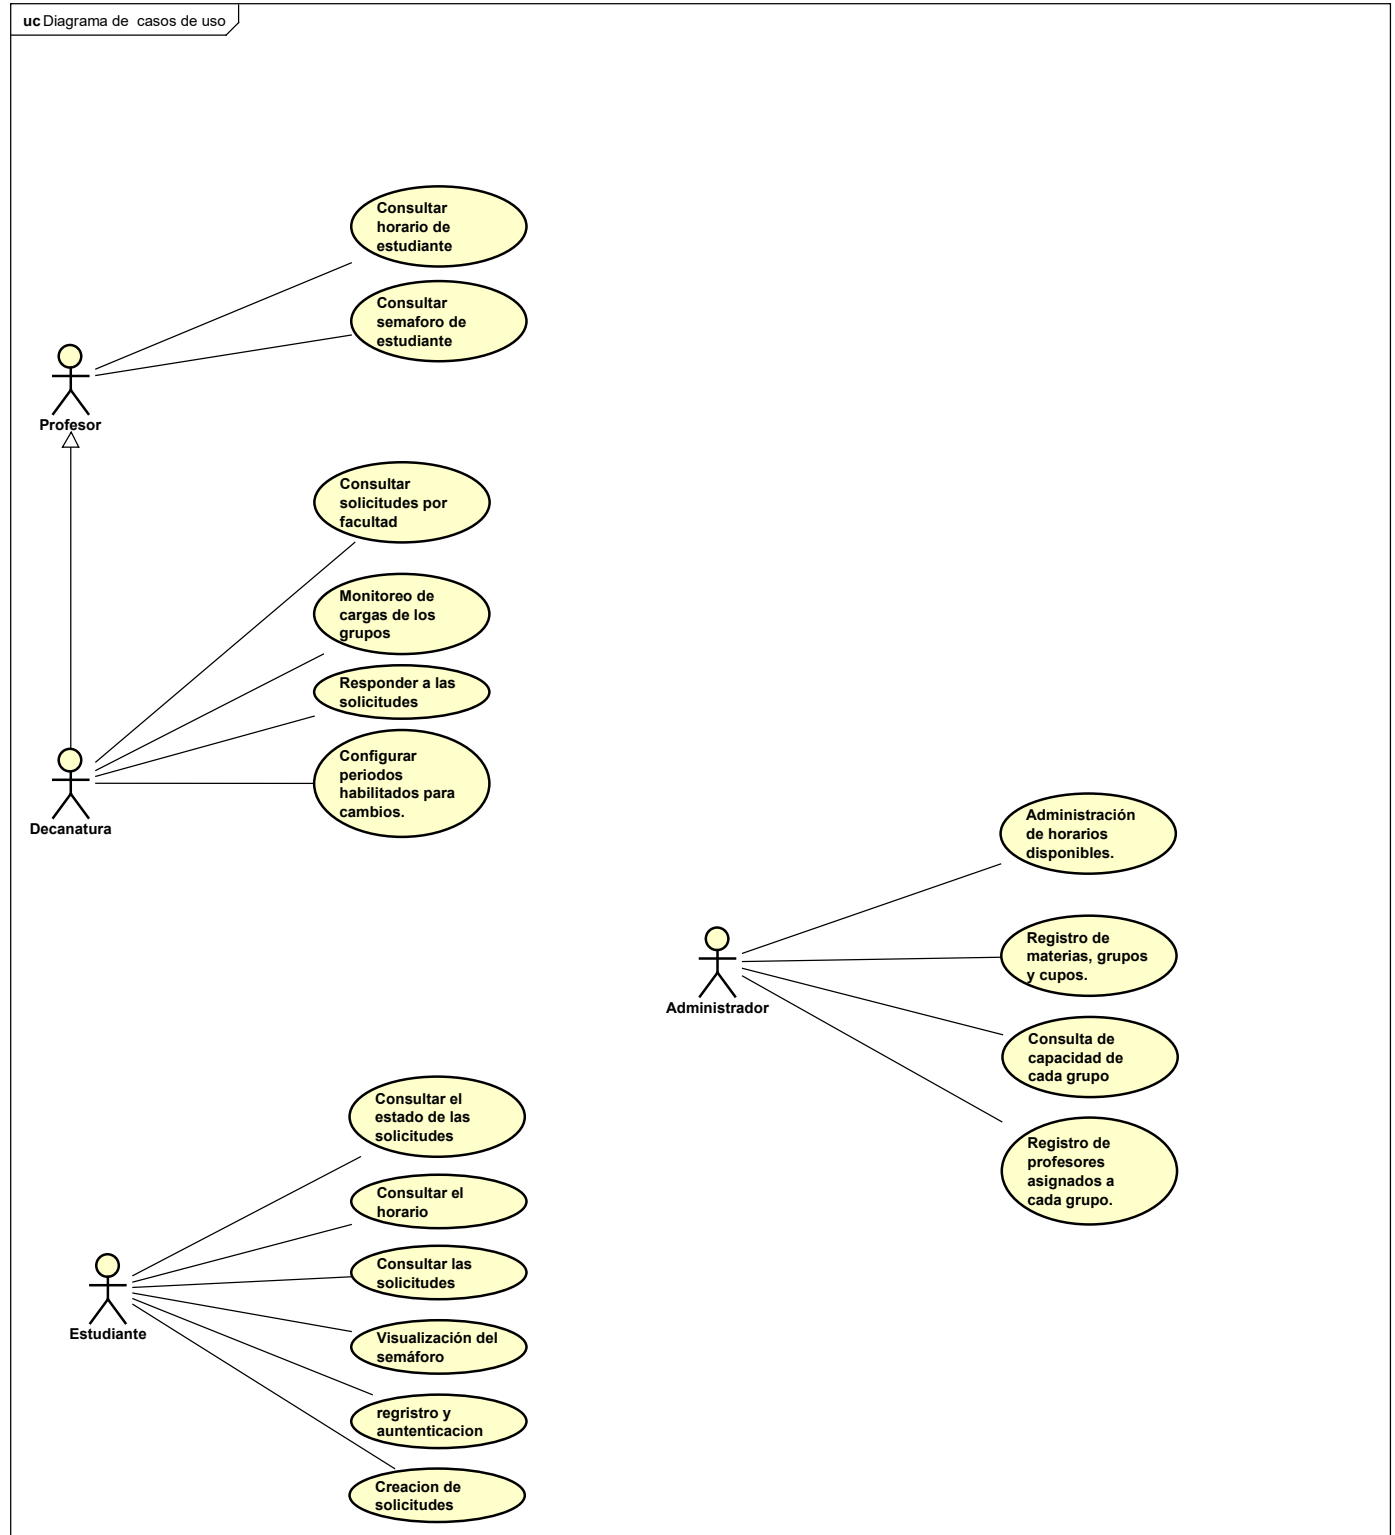 uc Diagrama de casos de uso
Consultar
horario de
estudiante
Consultar
semaforo de
estudiante
Profesor
Consultar
solicitudes por
facultad
Monitoreo de
cargas de los
grupos
Responder a las
solicitudes
Configurar
periodos
habilitados para
cambios.
Decanatura
Administración
de horarios
disponibles.
Registro de
materias, grupos
y cupos.
Administrador
Consulta de
capacidad de
cada grupo
Registro de
profesores
asignados a
cada grupo.
Consultar el
estado de las
solicitudes
Consultar el
horario
Consultar las
solicitudes
Estudiante
Visualización del
semáforo
regristro y
auntenticacion
Creacion de
solicitudes